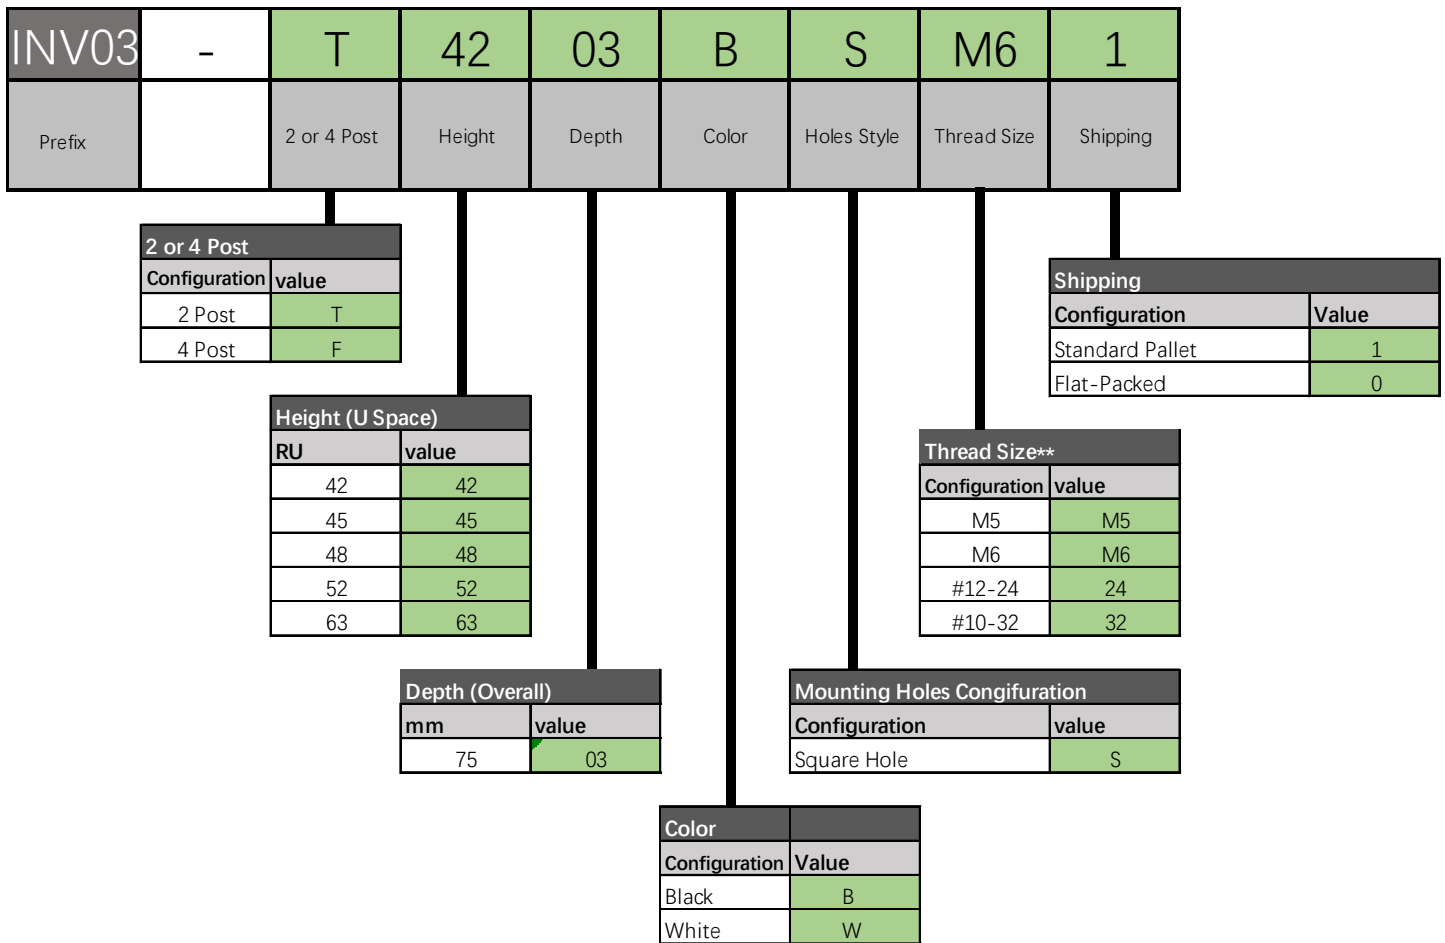 INV03 - T 42 03 B S M6 1
Prefix 2 or 4 Post Height Depth Color Holes Style Thread Size Shipping
2 or 4 Post
Configuration value
2 Post T
4 Post F
Shipping
Configuration Value
Standard Pallet 1
Flat-Packed 0
Height (U Space)
RU value
42 42
45 45
48 48
52 52
63 63
Thread Size**
Configuration value
M5 M5
M6 M6
#12-24 24
#10-32 32
Depth (Overall)
mm value
75 03
Mounting Holes Congifuration
Configuration value
Square Hole S
Color
Configuration Value
Black B
White W